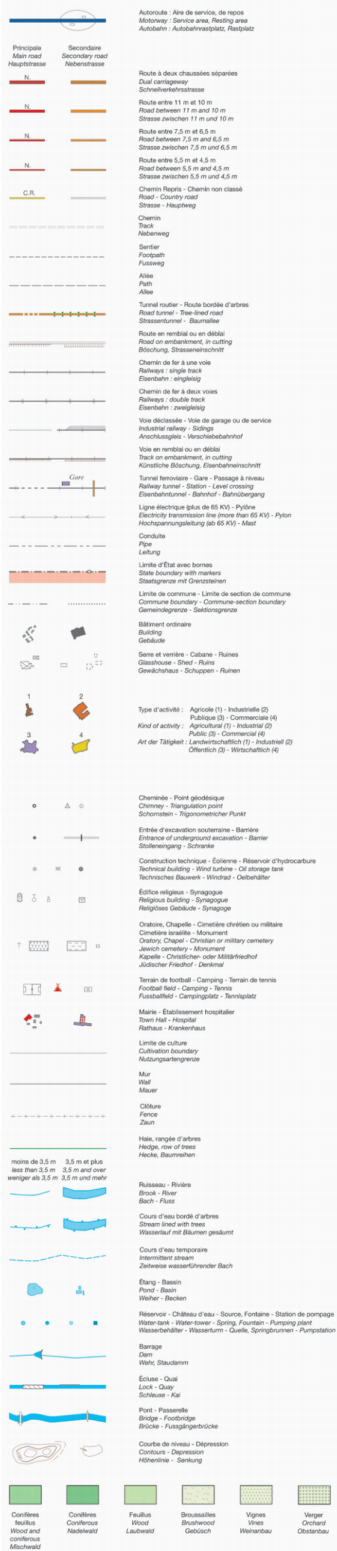 Autoroute : Aire de service, de repos
Motorway : Service area, Resting area
Autobahn : Autobahnrastplatz, Rastplatz
Principale Secondaire
Main road Secondary road
Hauptstrasse Nebenstrasse
N.
Route à deux chaussées séparées
Dual carriageway
Schnellverkehrsstrasse
N.
Route entre 11 m et 10 m
Road between 11 m and 10 m
Strasse zwischen 11 m und 10 m
N.
Route entre 7,5 m et 6,5 m
Road between 7,5 m and 6,5 m
Strasse zwischen 7,5 m und 6,5 m
N.
Route entre 5,5 m et 4,5 m
Road between 5,5 m and 4,5 m
Strasse zwischen 5,5 m und 4,5 m
C.R.
Chemin Repris - Chemin non classé
Road - Country road
Strasse - Hauptweg
Chemin
Track
Nebenweg
Sentier
Footpath
Fussweg
Allée
Path
Allee
Tunnel routier - Route bordée d'arbres
Road tunnel - Tree-lined road
Strassentunnel - Baumallee
Route en remblai ou en déblai
Road on embankment, in cutting
Böschung, Strasseneinschnitt
Chemin de fer à une voie
Railways : single track
Eisenbahn : eingleisig
Chemin de fer à deux voies
Railways : double track
Eisenbahn : zweigleisig
Voie déclassée - Voie de garage ou de service
Industrial railway - Sidings
Anschlussgleis - Verschiebebahnhof
Voie en remblai ou en déblai
Track on embankment, in cutting
Künstliche Böschung, Eisenbahneinschnitt
Gare
Tunnel ferroviaire - Gare - Passage à niveau
Railway tunnel - Station - Level crossing
Eisenbahntunnel - Bahnhof - Bahnübergang
Ligne électrique (plus de 65 KV) - Pylône
Electricity transmission line (more than 65 KV) - Pylon
Hochspannungsleitung (ab 65 KV) - Mast
Conduite
Pipe
Leitung
Limite d'État avec bornes
State boundary with markers
Staatsgrenze mit Grenzsteinen
Limite de commune - Limite de section de commune
Commune boundary - Commune-section boundary
Gemeindegrenze - Sektionsgrenze
Bâtiment ordinaire
Building
Gebäude
Serre et verrière - Cabane - Ruines
Glasshouse - Shed - Ruins
Gewächshaus - Schuppen - Ruinen
1 2
3 4
Type d'activité : Agricole (1) - Industrielle (2)
Publique (3) - Commerciale (4)
Kind of activity : Agricultural (1) - Industrial (2)
Public (3) - Commercial (4)
Art der Tätigkeit : Landwirtschaftlich (1) - Industriell (2)
Öffentlich (3) - Wirtschaftlich (4)
Cheminée - Point géodésique
Chimney - Triangulation point
Schornstein - Trigonometricher Punkt
Entrée d'excavation souterraine - Barrière
Entrance of underground excavation - Barrier
Stolleneingang - Schranke
Construction technique - Éolienne - Réservoir d'hydrocarbure
Technical building - Wind turbine - Oil storage tank
Technisches Bauwerk - Windrad - Oelbehälter
Édifice religieus - Synagogue
Religious building - Synagogue
Religiöses Gebäude - Synagoge
Oratoire, Chapelle - Cimetière chrétien ou militaire
Cimetière israélite - Monument
Oratory, Chapel - Christian or military cemetery
Jewich cemetery - Monument
Kapelle - Christlicher- oder Militärfriedhof
Jüdischer Friedhof - Denkmal
Terrain de football - Camping - Terrain de tennis
Football field - Camping - Tennis
Fussballfeld - Campingplatz - Tennisplatz
Mairie - Établissement hospitalier
Town Hall - Hospital
Rathaus - Krankenhaus
Limite de culture
Cultivation boundary
Nutzungsartengrenze
Mur
Wall
Mauer
Clôture
Fence
Zaun
Haie, rangée d'arbres
Hedge, row of trees
Hecke, Baumreihen
moins de 3,5 m 3,5 m et plus
less than 3,5 m 3,5 m and over
weniger als 3,5 m 3,5 m und mehr
Ruisseau - Rivière
Brook - River
Bach - Fluss
Cours d'eau bordé d'arbres
Stream lined with trees
Wasserlauf mit Bäumen gesäumt
Cours d'eau temporaire
Intermittent stream
Zeitweise wasserführender Bach
Étang - Bassin
Pond - Basin
Weiher - Becken
Réservoir - Château d'eau - Source, Fontaine - Station de pompage
Water-tank - Water-tower - Spring, Fountain - Pumping plant
Wasserbehälter - Wasserturm - Quelle, Springbrunnen - Pumpstation
Barrage
Dam
Wehr, Staudamm
Écluse - Quai
Lock - Quay
Schleuse - Kai
Pont - Passerelle
Bridge - Footbridge
Brücke - Fussgängerbrücke
Courbe de niveau - Dépression
Contours - Depression
Höhenlinie - Senkung
Conifères feuillus
Wood and coniferous
Mischwald
Conifères
Coniferous
Nadelwald
Feuillus
Wood
Laubwald
Broussailles
Brushwood
Gebüsch
Vignes
Vines
Weinanbau
Verger
Orchard
Obstanbau